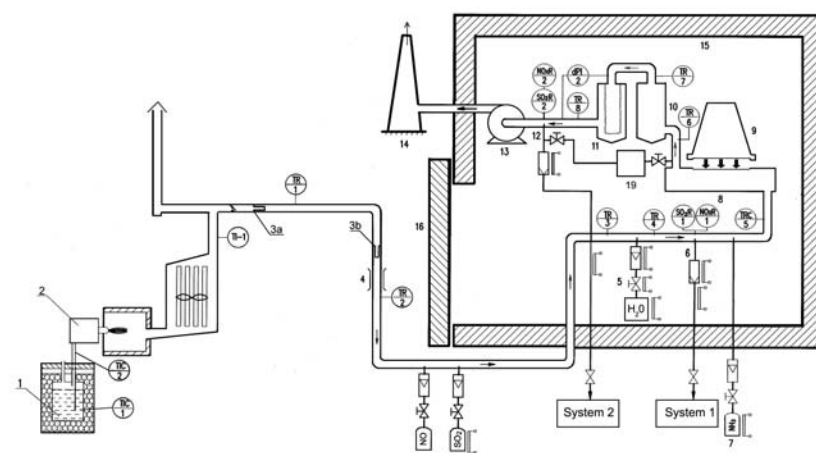 15
NOxR
2
dPI
2
TR
7
SO2R
2
TR
8
10
TR
6
9
14
13
12
11
19
8
TR
1
3a
16
TI-1
3b
TR
3
TR
4
SO2R
1
NOxR
1
TRC
5
4
TR
2
5
6
H2O
2
TIC
2
1
TIC
1
NO
SO2
System 2
System 1
NH3
7